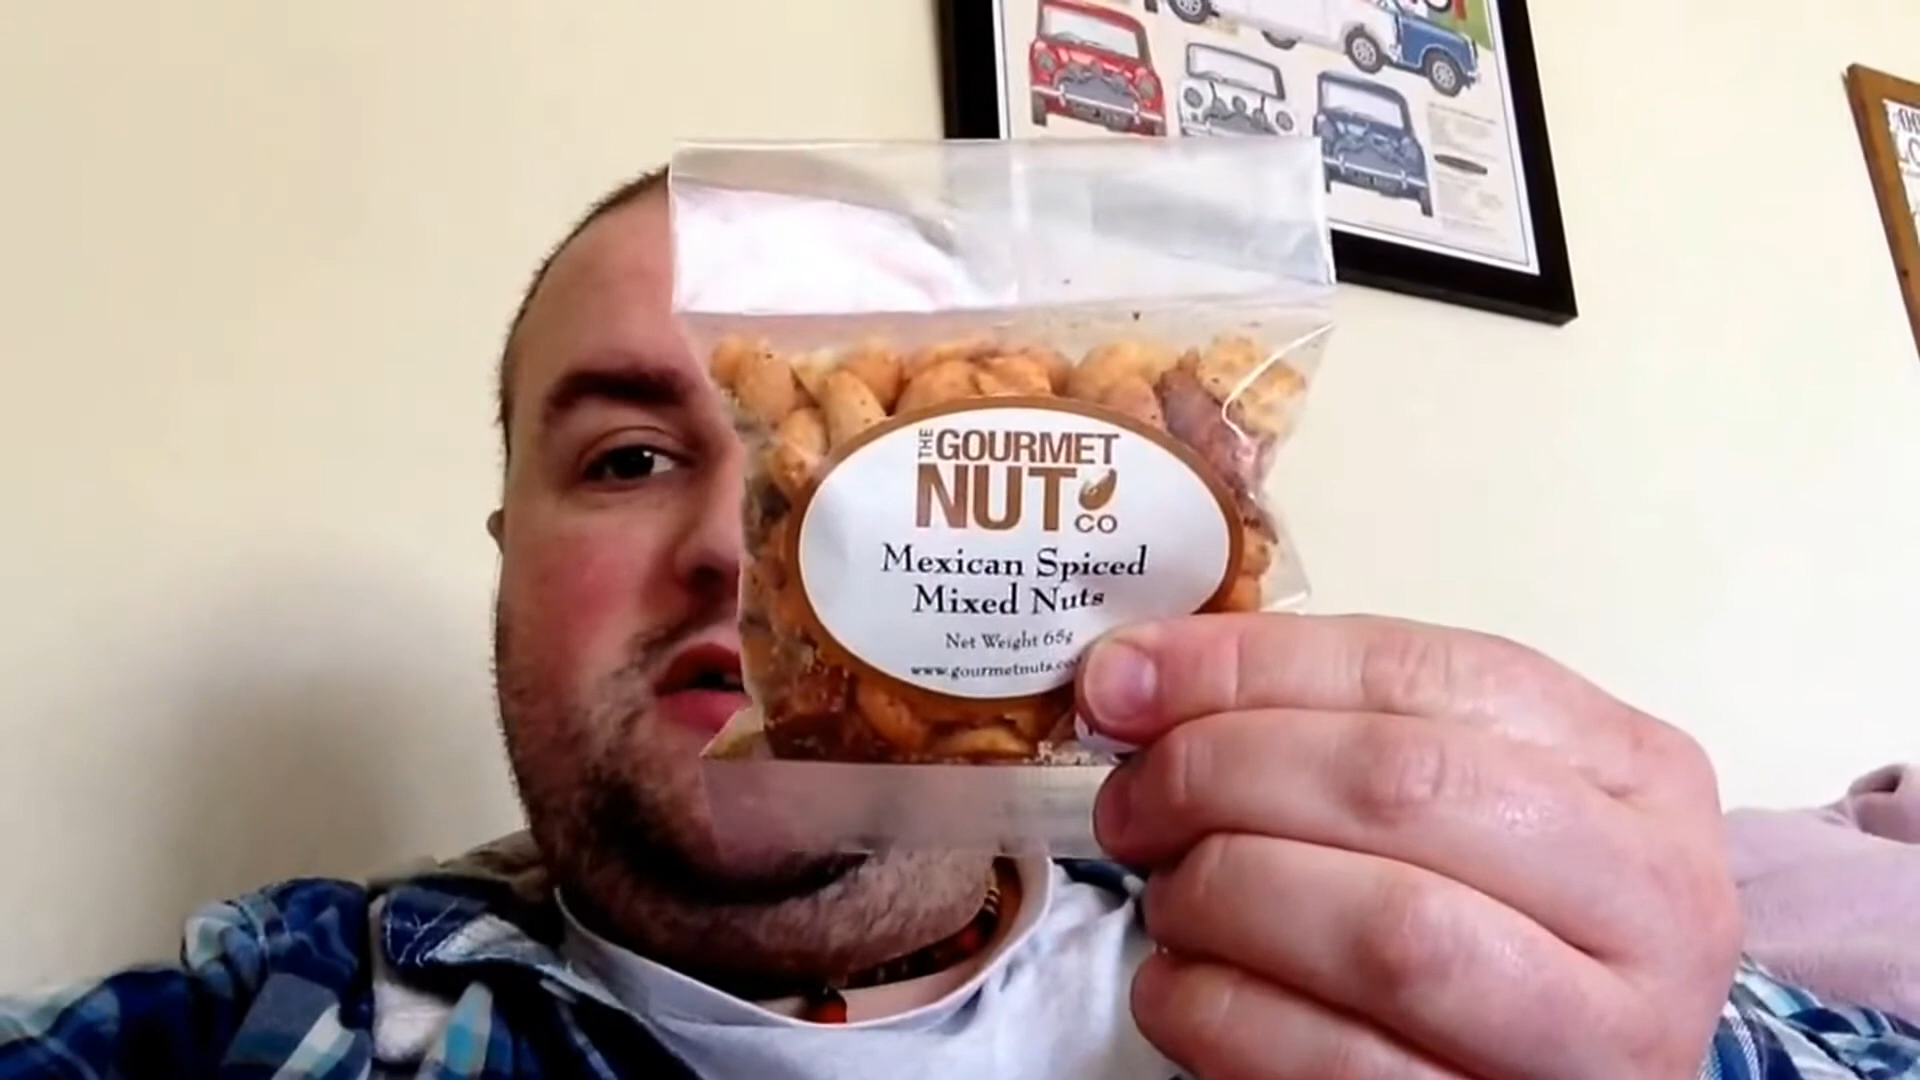 THE GOURMET
NUT CO
Mexican Spiced
Mixed Nuts
Net Weight 65g
www.gourmetnuts.co